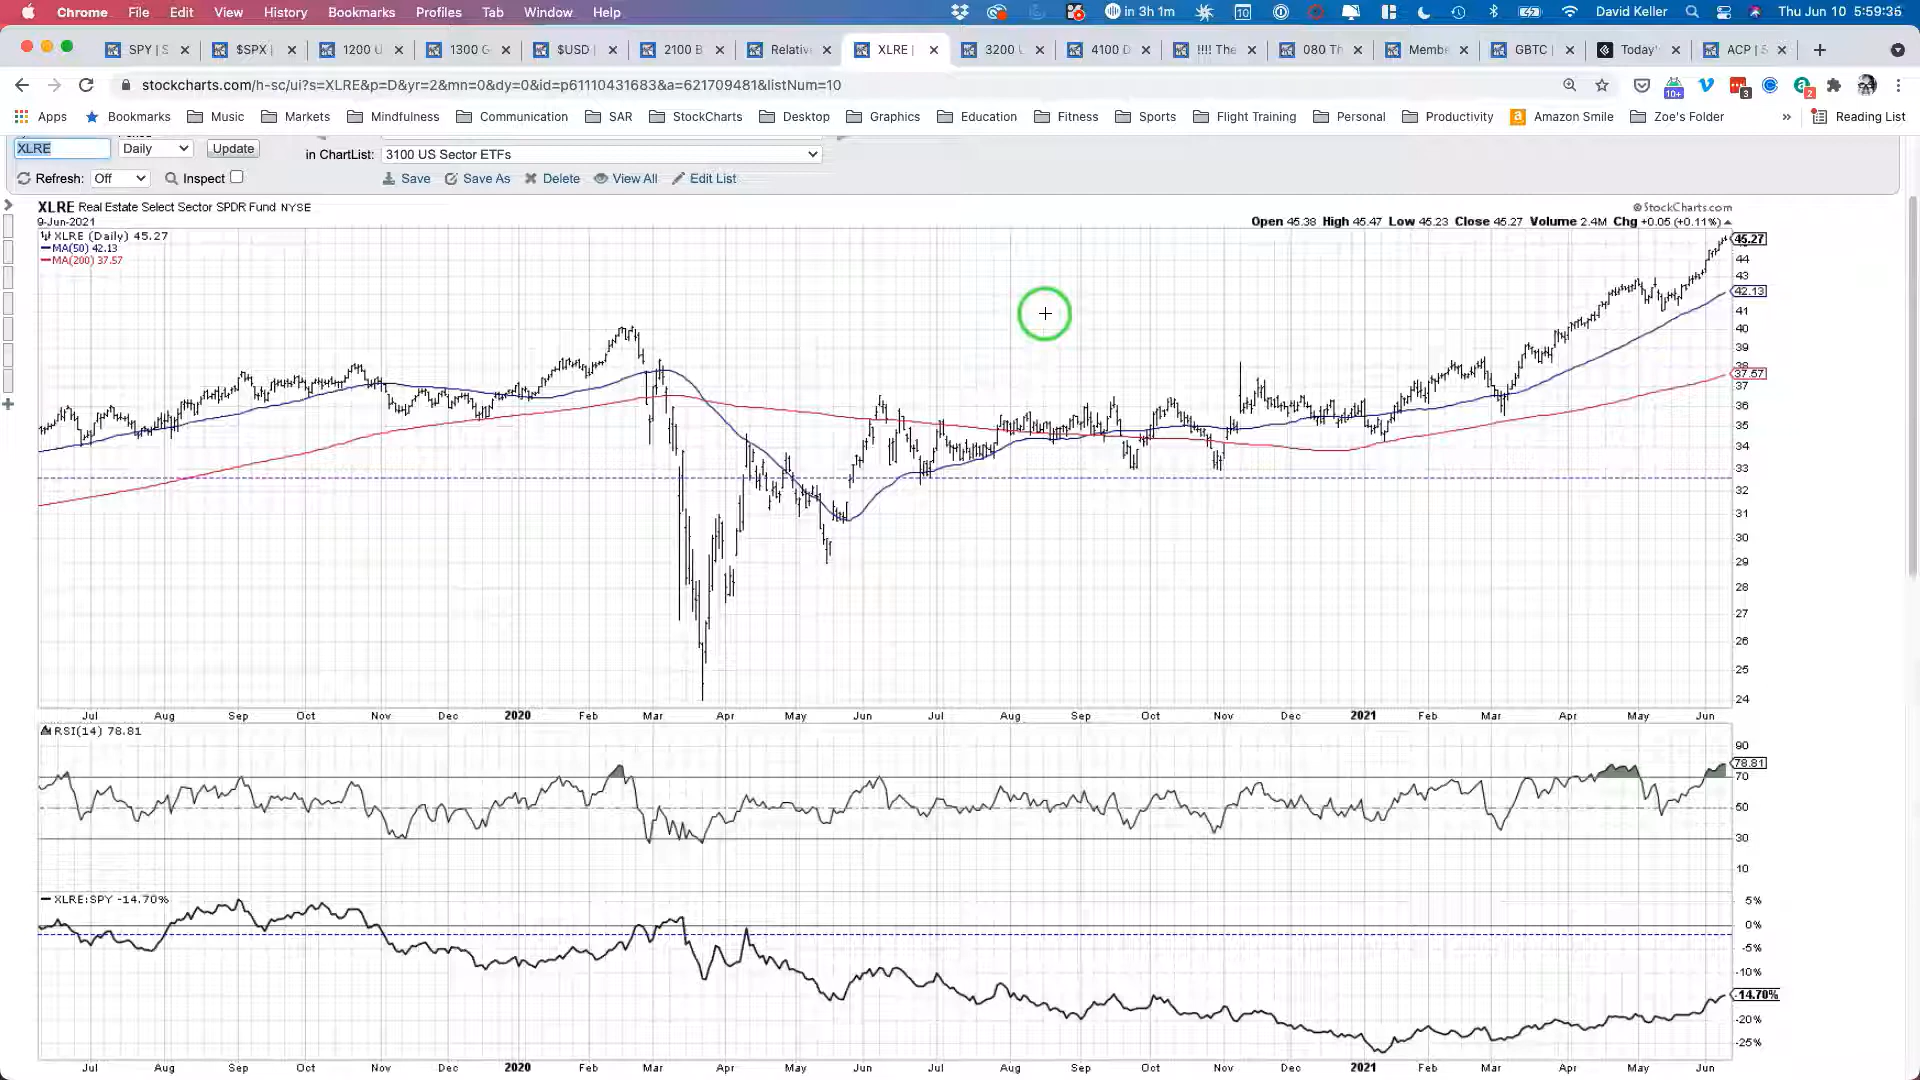 Chrome File Edit View History Bookmarks Profiles Tab Window Help in 3h 1m 10 David Keller Thu Jun 10 5:59:36
SPY | S $SPX | 1200 U 1300 G $USD | 2100 B Relativ XLRE | 3200 U 4100 D !!!! The 080 Th Membe GBTC | Today' ACP | S
stockcharts.com/h-sc/ui?s=XLRE&p=D&yr=2&mn=0&dy=0&id=p61110431683&a=621709481&listNum=10 10+ 3 2
Apps Bookmarks Music Markets Mindfulness Communication SAR StockCharts Desktop Graphics Education Fitness Sports Flight Training Personal Productivity Amazon Smile Zoe's Folder » Reading List
XLRE Daily Update in ChartList: 3100 US Sector ETFs
Refresh: Off Inspect Save Save As Delete View All Edit List
XLRE Real Estate Select Sector SPDR Fund NYSE @StockCharts.com
9-Jun-2021 Open 45.38 High 45.47 Low 45.23 Close 45.27 Volume 2.4M Chg +0.05 (+0.11%)
XLRE (Daily) 45.27
MA(50) 42.13
MA(200) 37.57
45.27
44
43
42.13
41
40
39
38
37.57
37
36
35
34
33
32
31
30
29
28
27
26
25
24
Jul Aug Sep Oct Nov Dec 2020 Feb Mar Apr May Jun Jul Aug Sep Oct Nov Dec 2021 Feb Mar Apr May Jun
RSI(14) 78.81
90
78.81
70
50
30
10
XLRE:SPY -14.70%
5%
0%
-5%
-10%
-14.70%
-20%
-25%
Jul Aug Sep Oct Nov Dec 2020 Feb Mar Apr May Jun Jul Aug Sep Oct Nov Dec 2021 Feb Mar Apr May Jun